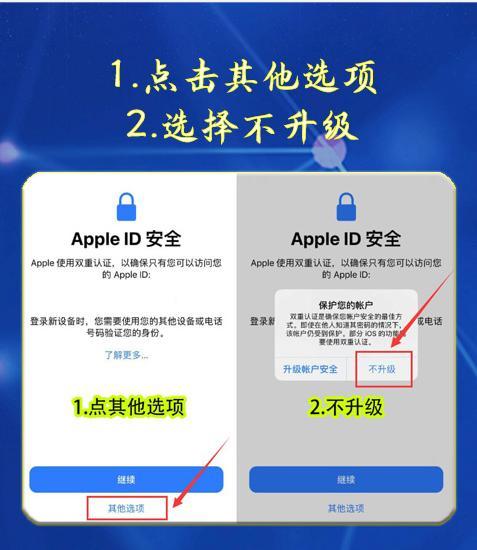 1.点击其他选项
2.选择不升级
Apple ID 安全
Apple 使用双重认证，以确保只有您可以访问您
的 Apple ID:
登录新设备时，您需要使用您的其他设备或电话
号码验证您的身份。
了解更多...
1.点其他选项
继续
其他选项
Apple ID 安全
Apple 使用双重认证，以确保只有您可以访问您
的 Apple ID:
保护您的帐户
双重认证是确保您帐户安全的最佳方
式。即使在他人知道其密码的情况下，
该帐户仍受到保护。部分 iOS 的功能
要使用双重认证。
登录新
电话
升级帐户安全
不升级
2.不升级
继续
其他选项